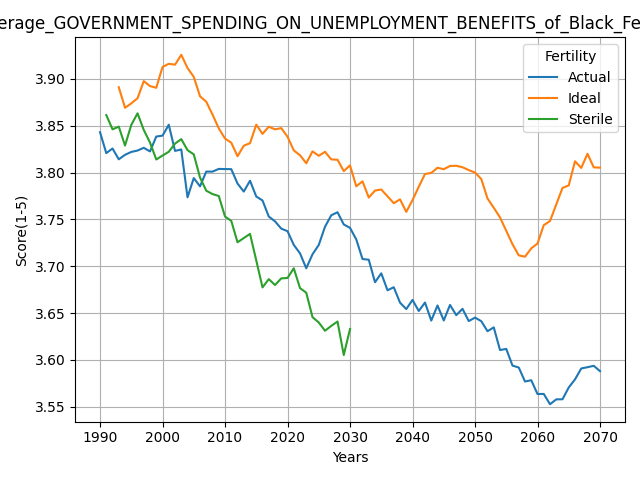 erage_GOVERNMENT_SPENDING_ON_UNEMPLOYMENT_BENEFITS_of_Black_Fe
Fertility
Actual
Ideal
Sterile
Score(1-5)
3.90
3.85
3.80
3.75
3.70
3.65
3.60
3.55
1990 2000 2010 2020 2030 2040 2050 2060 2070
Years